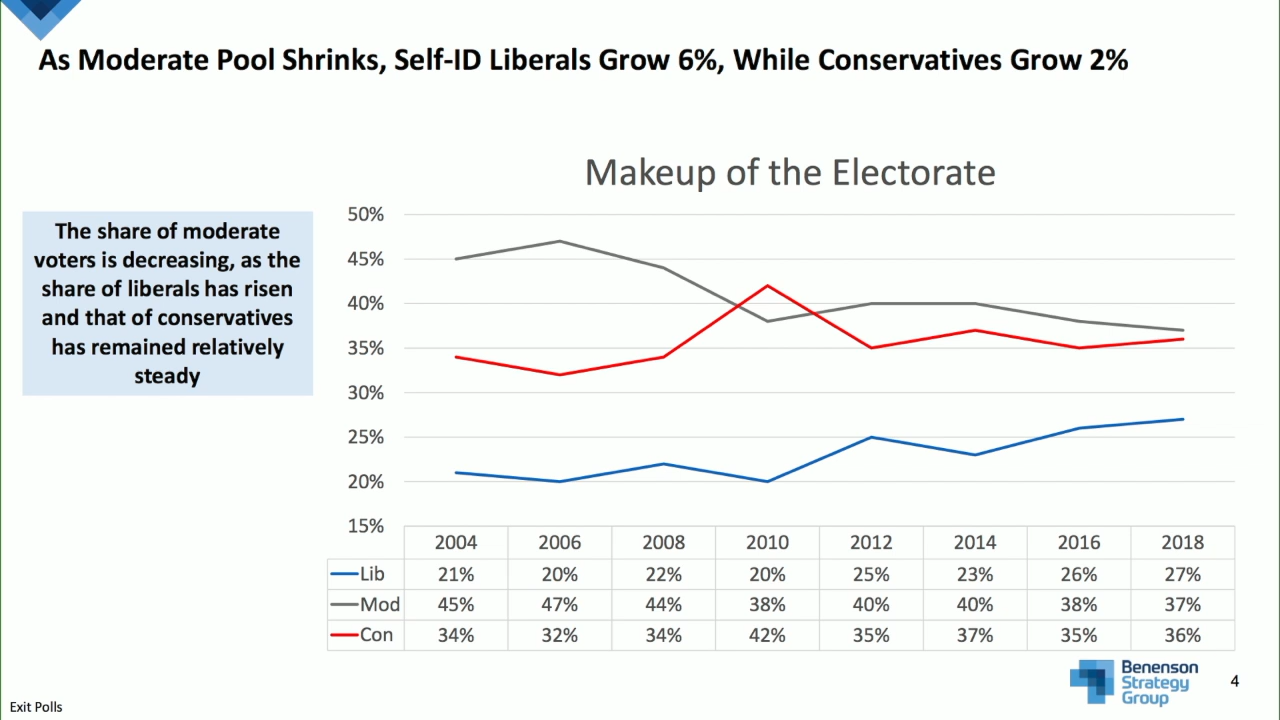 As Moderate Pool Shrinks, Self-ID Liberals Grow 6%, While Conservatives Grow 2%
Makeup of the Electorate
The share of moderate
voters is decreasing, as the
share of liberals has risen
and that of conservatives
has remained relatively
steady
50%
45%
40%
35%
30%
25%
20%
15%
2004 2006 2008 2010 2012 2014 2016 2018
Lib 21% 20% 22% 20% 25% 23% 26% 27%
Mod 45% 47% 44% 38% 40% 40% 38% 37%
Con 34% 32% 34% 42% 35% 37% 35% 36%
Benenson
Strategy
Group
4
Exit Polls